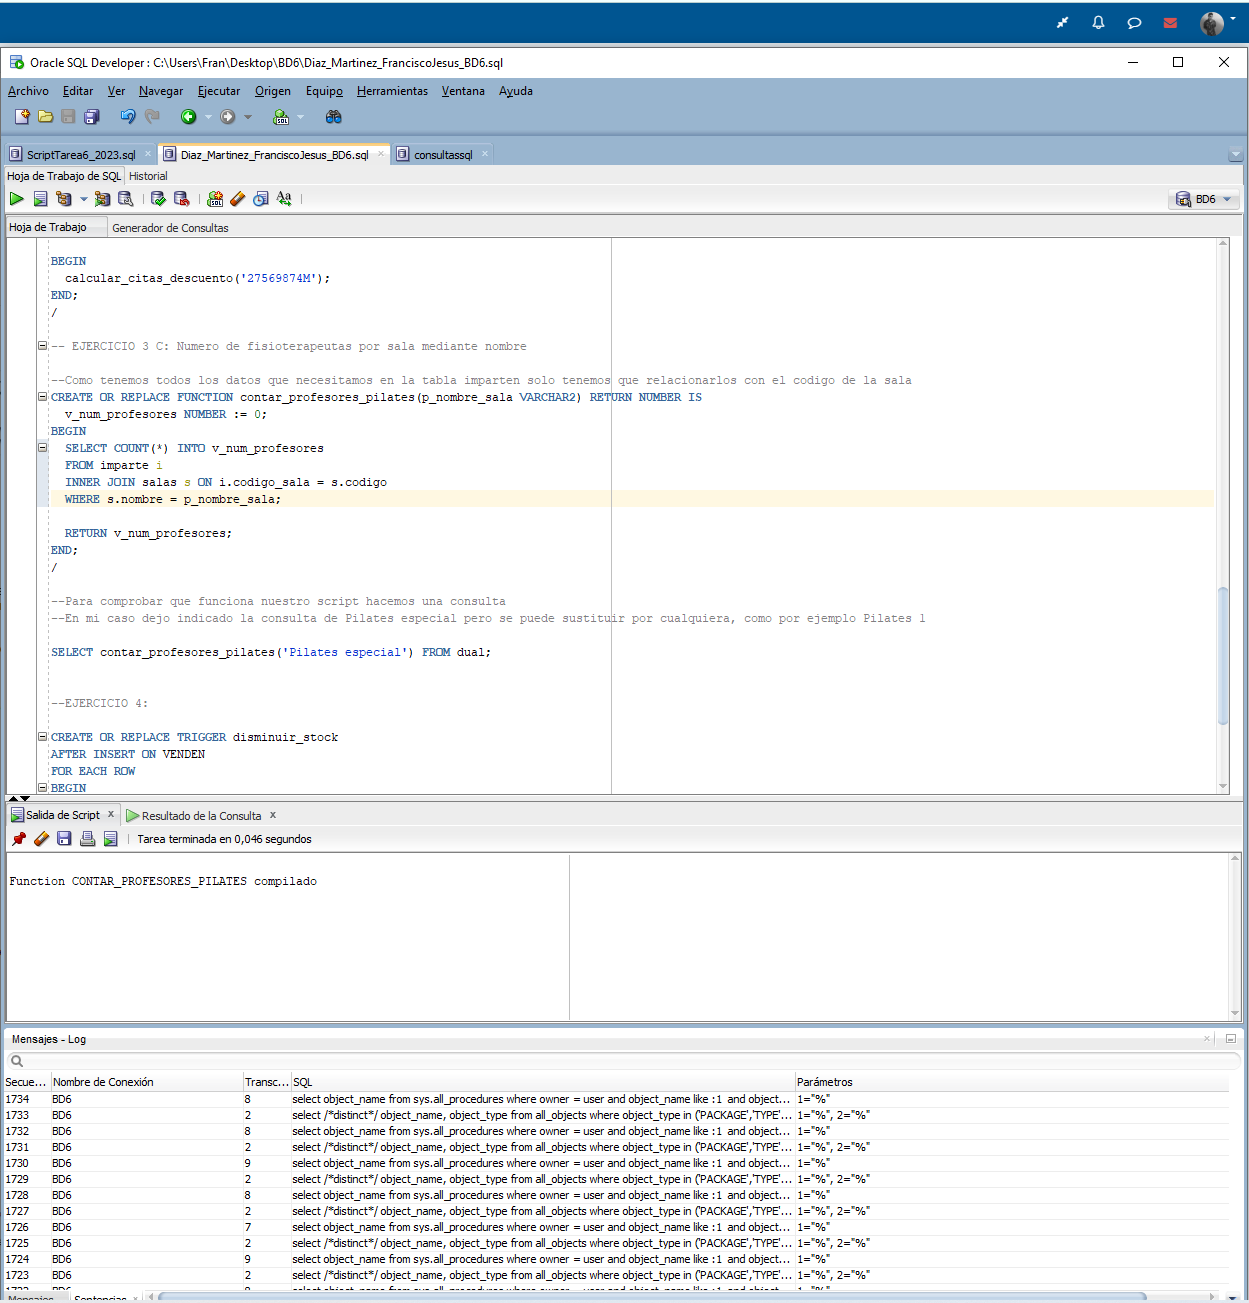 Oracle SQL Developer : C:\Users\Fran\Desktop\BD6\Diaz_Martinez_FranciscoJesus_BD6.sql
Archivo Editar Ver Navegar Ejecutar Origen Equipo Herramientas Ventana Ayuda
ScriptTarea6_2023.sql × Diaz_Martinez_FranciscoJesus_BD6.sql × consultassql ×
Hoja de Trabajo de SQL Historial
BD6
Hoja de Trabajo Generador de Consultas
BEGIN
calcular_citas_descuento('27569874M');
END;
/
-- EJERCICIO 3 C: Numero de fisioterapeutas por sala mediante nombre
--Como tenemos todos los datos que necesitamos en la tabla imparten solo tenemos que relacionarlos con el codigo de la sala
CREATE OR REPLACE FUNCTION contar_profesores_pilates(p_nombre_sala VARCHAR2) RETURN NUMBER IS
v_num_profesores NUMBER := 0;
BEGIN
SELECT COUNT(*) INTO v_num_profesores
FROM imparte i
INNER JOIN salas s ON i.codigo_sala = s.codigo
WHERE s.nombre = p_nombre_sala;
RETURN v_num_profesores;
END;
/
--Para comprobar que funciona nuestro script hacemos una consulta
--En mi caso dejo indicado la consulta de Pilates especial pero se puede sustituir por cualquiera, como por ejemplo Pilates 1
SELECT contar_profesores_pilates('Pilates especial') FROM dual;
--EJERCICIO 4:
CREATE OR REPLACE TRIGGER disminuir_stock
AFTER INSERT ON VENDEN
FOR EACH ROW
BEGIN
Salida de Script × Resultado de la Consulta ×
Tarea terminada en 0,046 segundos
Function CONTAR_PROFESORES_PILATES compilado
Mensajes - Log
Secue... Nombre de Conexión Transc... SQL Parámetros
1734 BD6 8 select object_name from sys.all_procedures where owner = user and object_name like :1 and object... 1="%"
1733 BD6 2 select /*distinct*/ object_name, object_type from all_objects where object_type in ('PACKAGE','TYPE'... 1="%", 2="%"
1732 BD6 8 select object_name from sys.all_procedures where owner = user and object_name like :1 and object... 1="%"
1731 BD6 2 select /*distinct*/ object_name, object_type from all_objects where object_type in ('PACKAGE','TYPE'... 1="%", 2="%"
1730 BD6 9 select object_name from sys.all_procedures where owner = user and object_name like :1 and object... 1="%"
1729 BD6 2 select /*distinct*/ object_name, object_type from all_objects where object_type in ('PACKAGE','TYPE'... 1="%", 2="%"
1728 BD6 8 select object_name from sys.all_procedures where owner = user and object_name like :1 and object... 1="%"
1727 BD6 2 select /*distinct*/ object_name, object_type from all_objects where object_type in ('PACKAGE','TYPE'... 1="%", 2="%"
1726 BD6 7 select object_name from sys.all_procedures where owner = user and object_name like :1 and object... 1="%"
1725 BD6 2 select /*distinct*/ object_name, object_type from all_objects where object_type in ('PACKAGE','TYPE'... 1="%", 2="%"
1724 BD6 9 select object_name from sys.all_procedures where owner = user and object_name like :1 and object... 1="%"
1723 BD6 2 select /*distinct*/ object_name, object_type from all_objects where object_type in ('PACKAGE','TYPE'... 1="%", 2="%"
Mensajes Sentencias ×